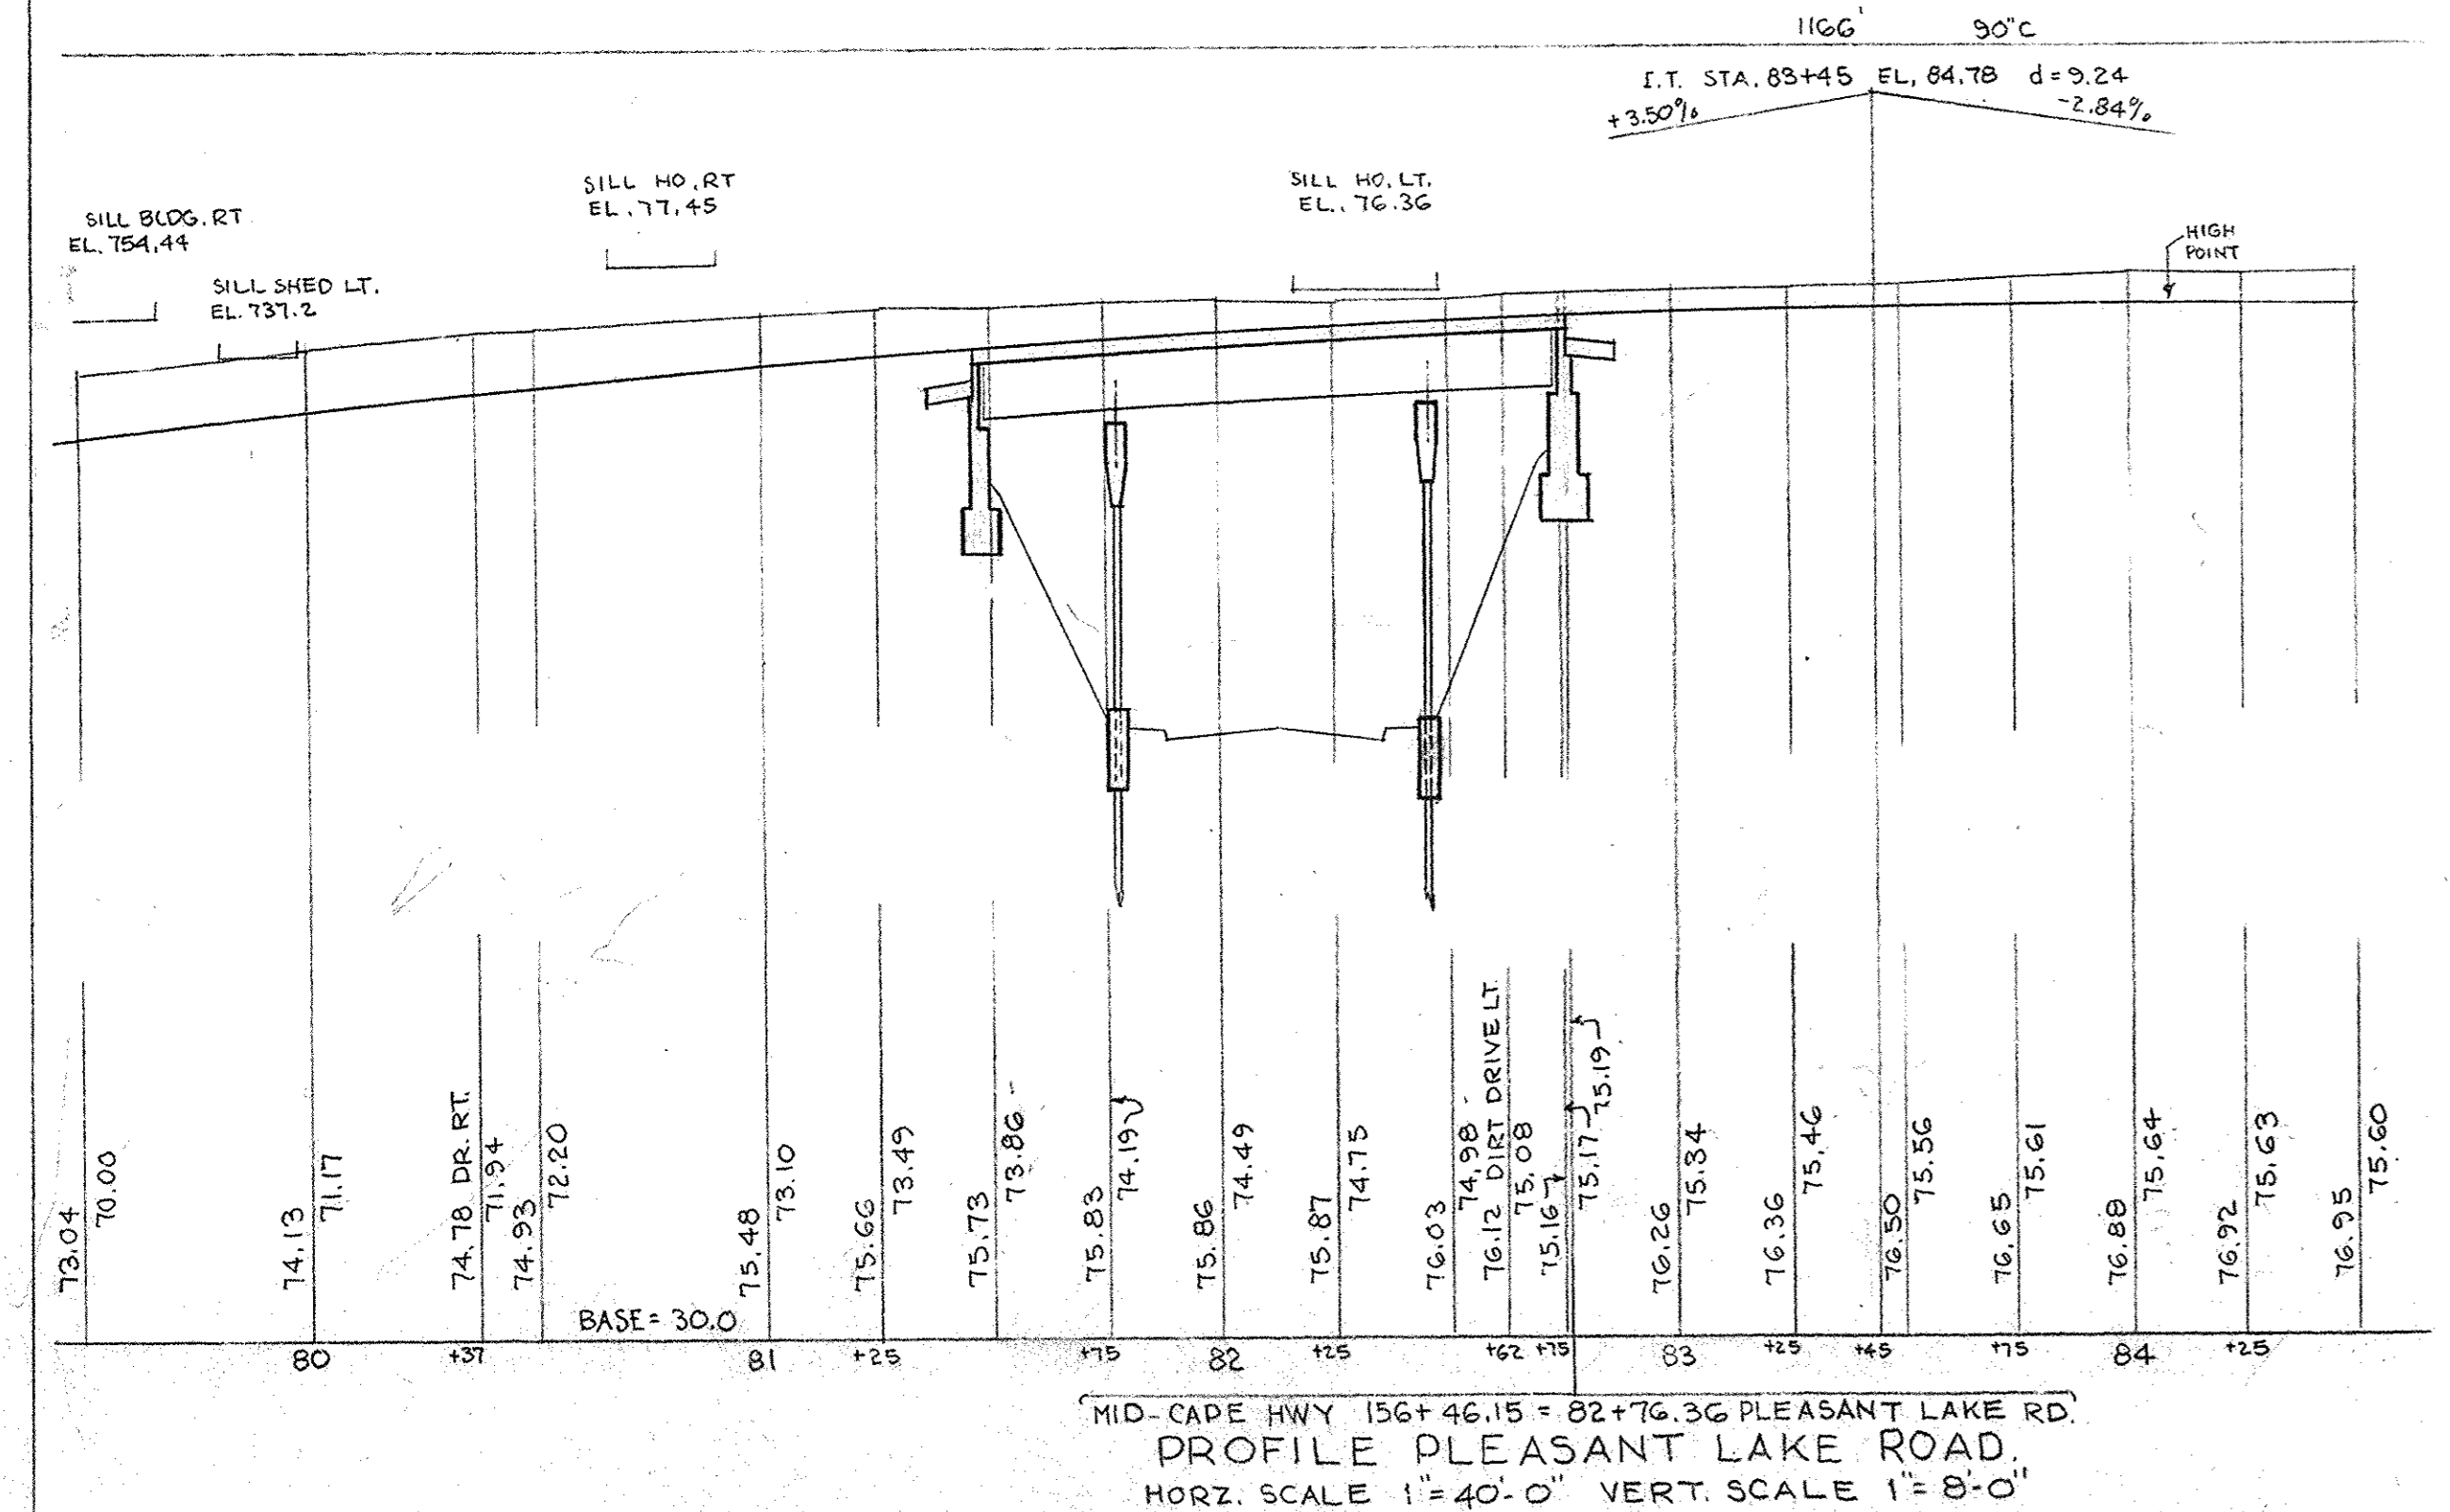 1166' 90"C
I.T. STA. 83+45 EL, 84.78 d=9.24
+3.50%
-2.84%
SILL HO. RT
EL. 77.45
SILL HO. LT.
EL. 76.36
SILL BLDG. RT
EL. 754.44
SILL SHED LT.
EL. 737.2
HIGH
POINT
73.04
70.00
74.13
71.17
74.78 DR. RT.
71.94
74.93
72.20
75.48
73.10
75.66
73.49
75.73
73.86
75.83
74.19
75.86
74.49
75.87
74.75
76.03
74.98
76.12 DIRT DRIVE LT.
75.08
75.16
75.17
75.19
76.26
75.34
76.36
75.46
76.50
75.56
76.65
75.61
76.88
75.64
76.92
75.63
76.95
75.60
BASE = 30.0
80 +37 81 +25 +75 82 +25 +62 +75 83 +25 +45 +75 84 +25
MID-CAPE HWY 156+46.15 = 82+76.36 PLEASANT LAKE RD.
PROFILE PLEASANT LAKE ROAD.
HORZ. SCALE 1"=40'-0" VERT. SCALE 1"=8'-0"